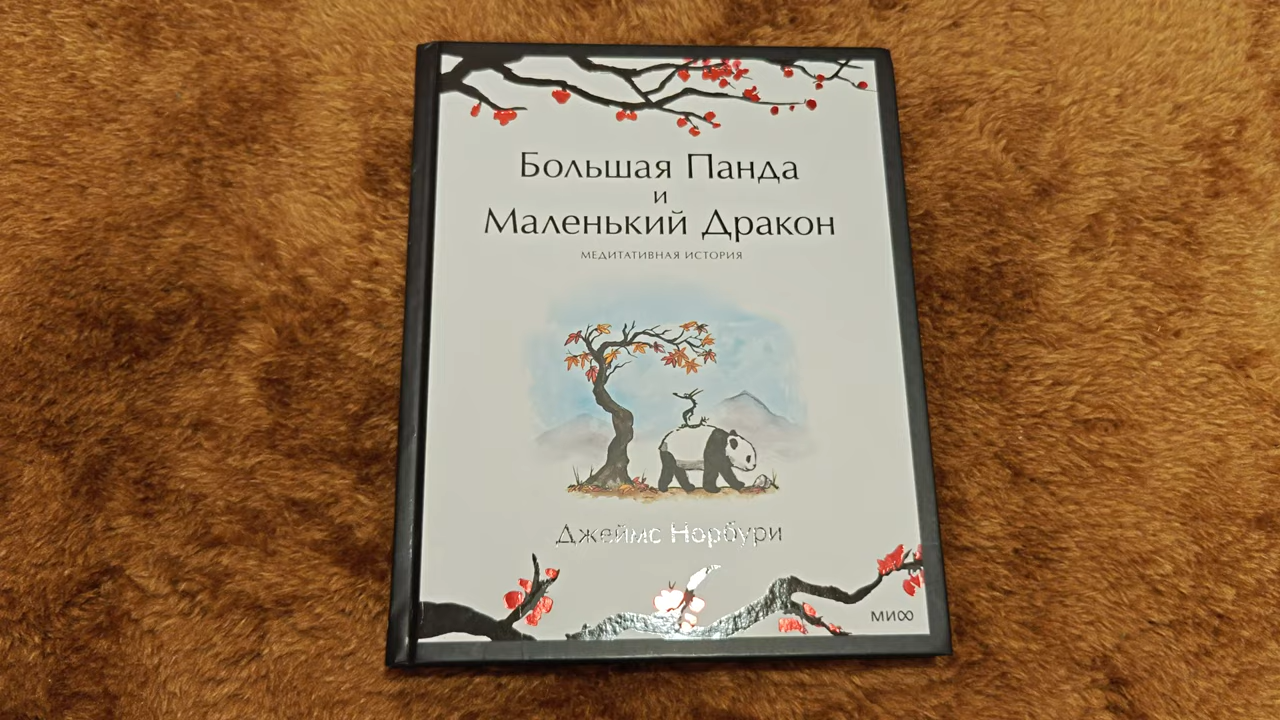 Большая Панда
и
Маленький Дракон
МЕДИТАТИВНАЯ ИСТОРИЯ
Джеймс Норбури
МИФ